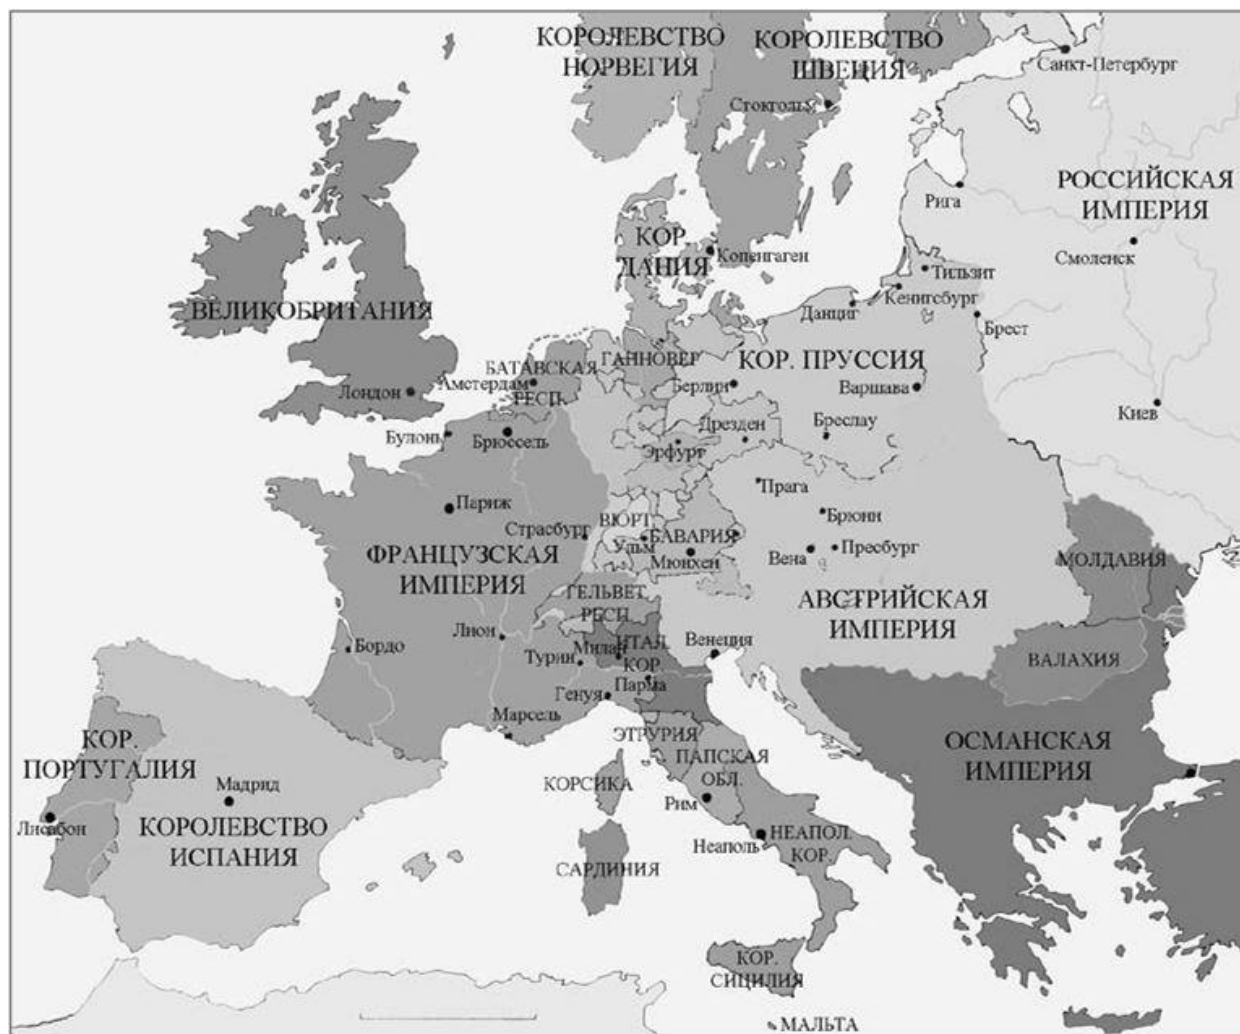 КОРОЛЕВСТВО
НОРВЕГИЯ
КОРОЛЕВСТВО
ШВЕЦИЯ
Санкт-Петербург
Стокгольм
РОССИЙСКАЯ
ИМПЕРИЯ
Рига
Смоленск
КОР.
ДАНИЯ
Копенгаген
Тильзит
Кенигсбург
Данциг
Брест
ВЕЛИКОБРИТАНИЯ
БАТАВСКАЯ
РЕСП.
ГАННОВЕР
КОР. ПРУССИЯ
Амстердам
Берлин
Варшава
Лондон
Киев
Булонь
Брюссель
Дрезден
Бреслау
Эрфурт
Париж
Прага
Страсбург
ВЮРТ.
Ульм
БАВАРИЯ
Мюнхен
Брюнн
Вена
Пресбург
ФРАНЦУЗСКАЯ
ИМПЕРИЯ
МОЛДАВИЯ
ГЕЛЬВЕТ.
РЕСП.
АВСТРИЙСКАЯ
ИМПЕРИЯ
Лион
Бордо
Турин
Милан
ИТАЛ.
КОР.
Венеция
ВАЛАХИЯ
Генуя
Парма
Марсель
ЭТРУРИЯ
ПАПСКАЯ
ОБЛ.
КОР.
ПОРТУГАЛИЯ
ОСМАНСКАЯ
ИМПЕРИЯ
Мадрид
КОРСИКА
Рим
Лисабон
КОРОЛЕВСТВО
ИСПАНИЯ
Неаполь
НЕАПОЛ.
КОР.
САРДИНИЯ
КОР.
СИЦИЛИЯ
МАЛЬТА